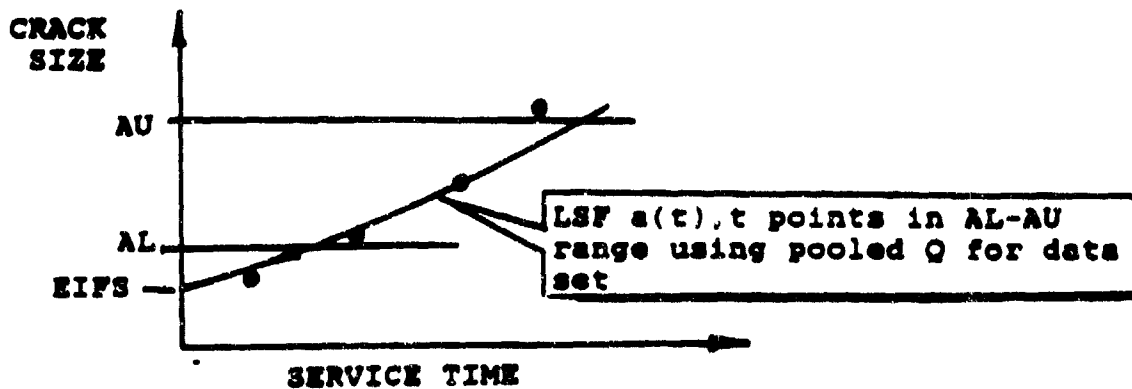 CRACK
SIZE
AU
AL
EIFS
LSF a(t),t points in AL-AU
range using pooled Q for data
set
SERVICE TIME